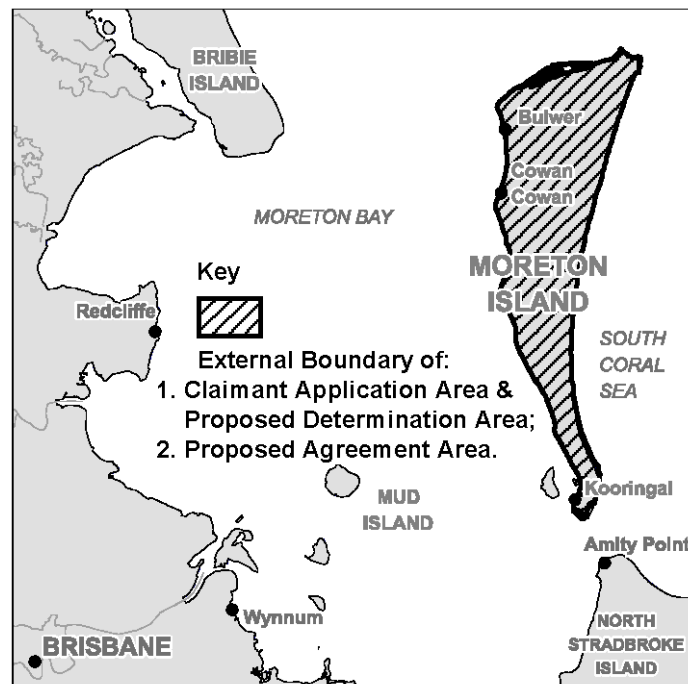 BRIBIE
ISLAND
Bulwer
Cowan
Cowan
MORETON BAY
MORETON
ISLAND
Key
Redcliffe
External Boundary of:
1. Claimant Application Area &
Proposed Determination Area;
2. Proposed Agreement Area.
SOUTH
CORAL
SEA
MUD
ISLAND
Kooringal
Amity Point
Wynnum
BRISBANE
NORTH
STRADBROKE
ISLAND